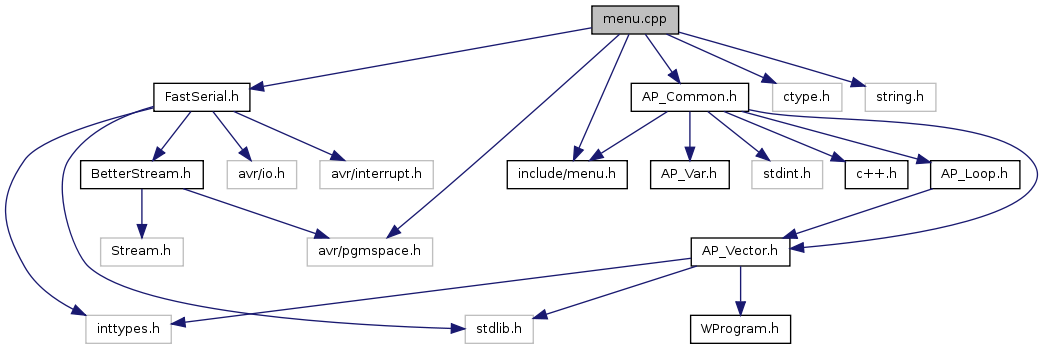 menu.cpp
FastSerial.h
AP_Common.h
ctype.h
string.h
BetterStream.h
avr/io.h
avr/interrupt.h
include/menu.h
AP_Var.h
stdint.h
c++.h
AP_Loop.h
Stream.h
avr/pgmspace.h
AP_Vector.h
inttypes.h
stdlib.h
WProgram.h